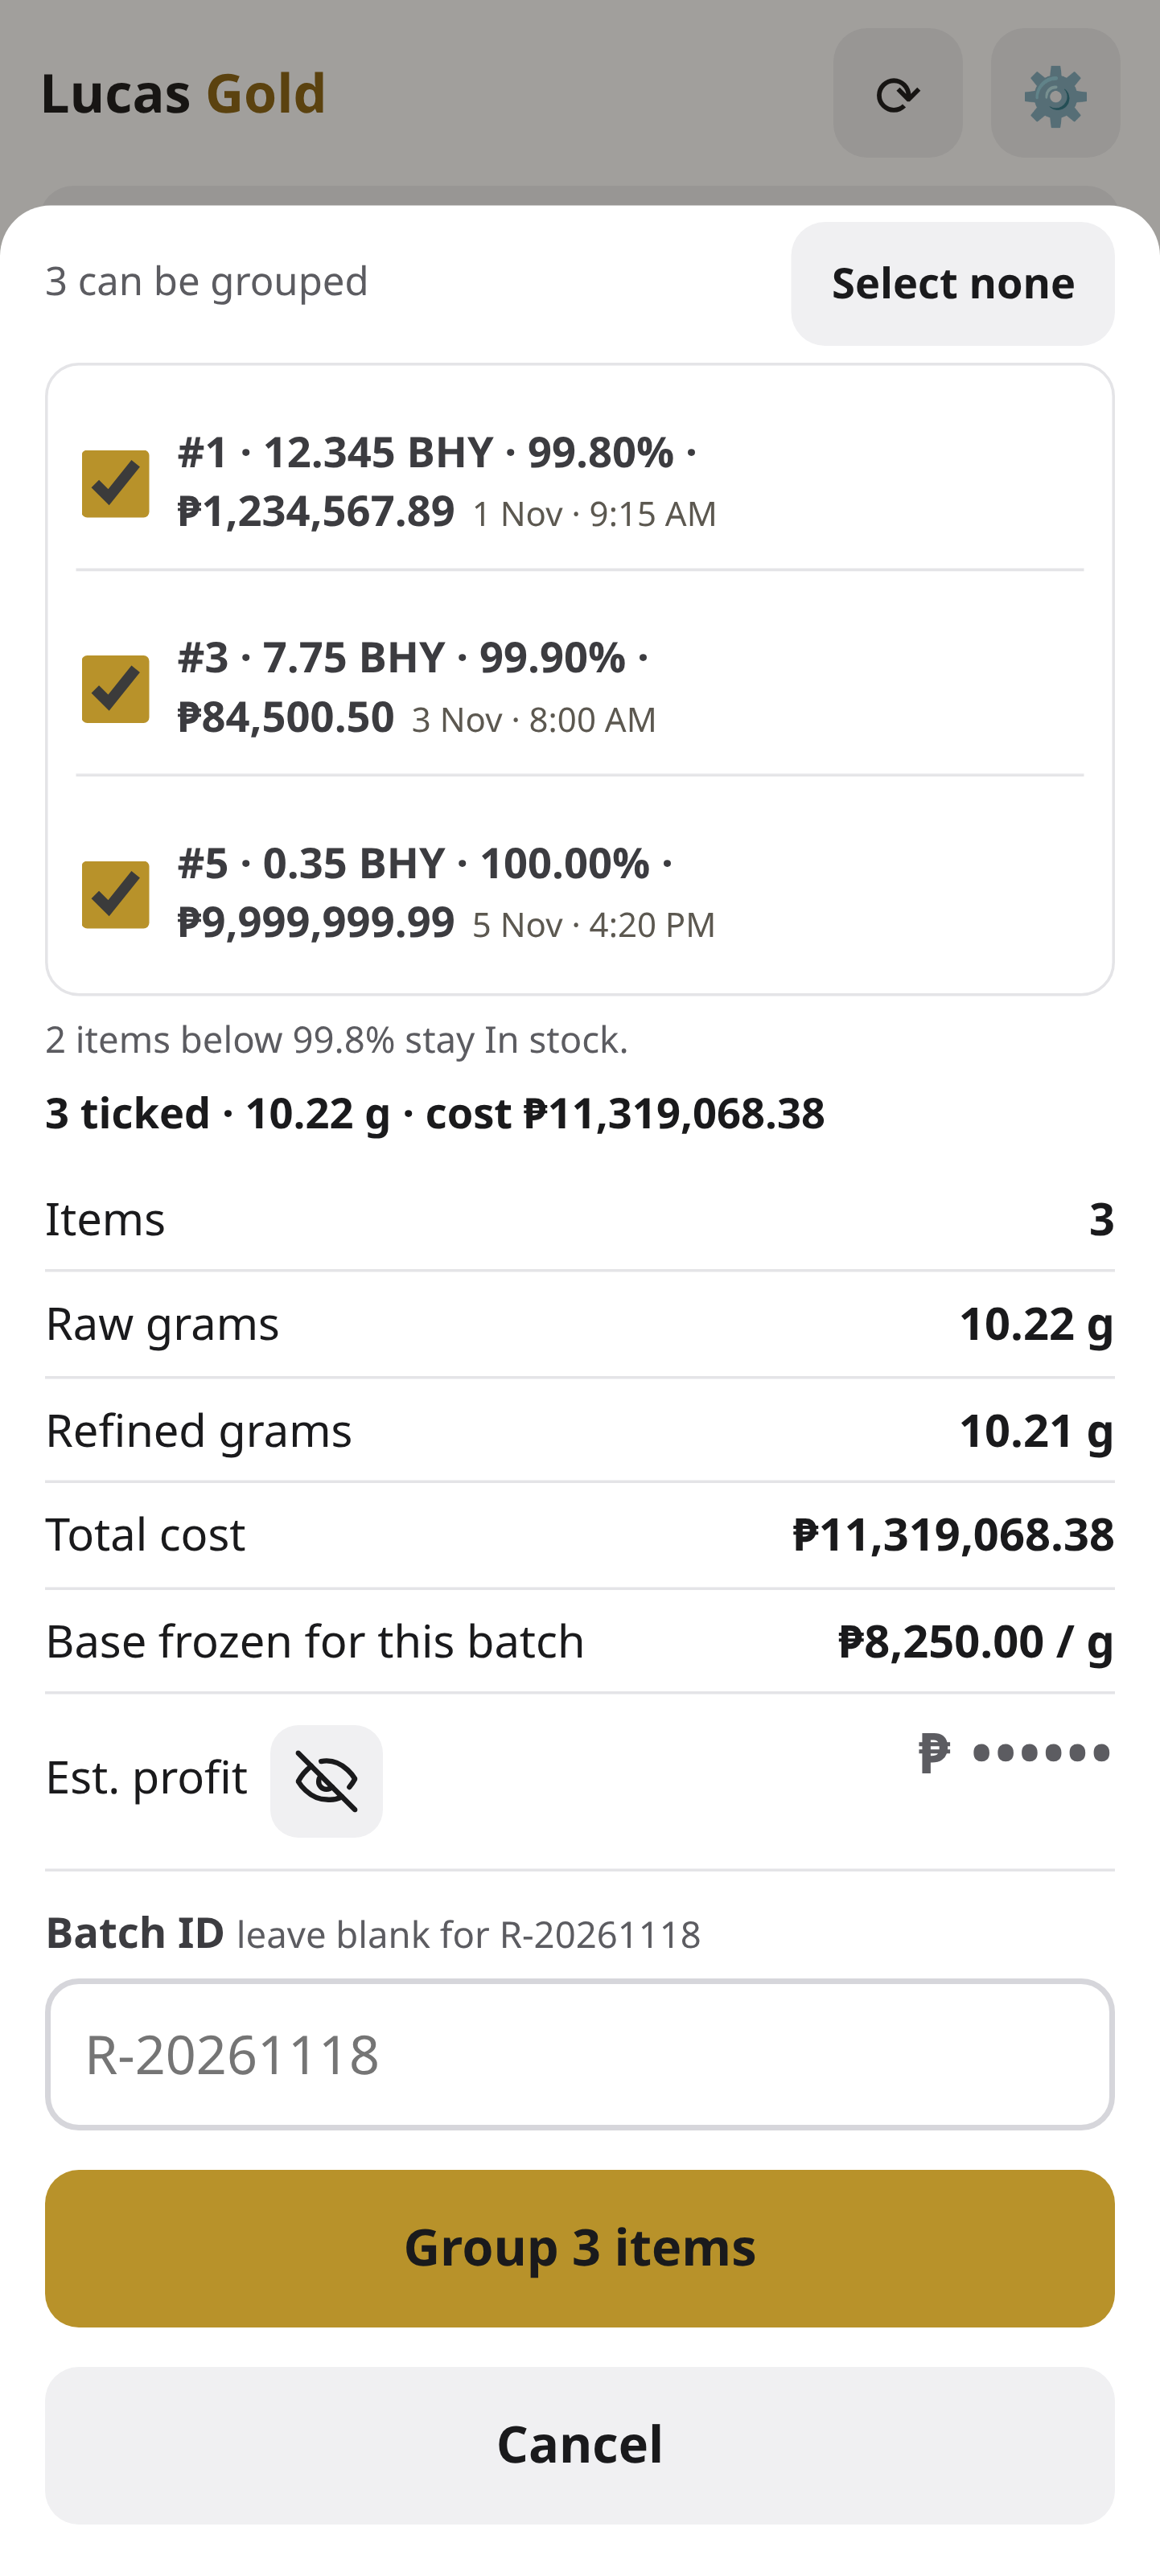 Lucas Gold
3 can be grouped
Select none
#1 · 12.345 BHY · 99.80% ·
₱1,234,567.89 1 Nov · 9:15 AM
#3 · 7.75 BHY · 99.90% ·
₱84,500.50 3 Nov · 8:00 AM
#5 · 0.35 BHY · 100.00% ·
₱9,999,999.99 5 Nov · 4:20 PM
2 items below 99.8% stay In stock.
3 ticked · 10.22 g · cost ₱11,319,068.38
Items 3
Raw grams 10.22 g
Refined grams 10.21 g
Total cost ₱11,319,068.38
Base frozen for this batch ₱8,250.00 / g
Est. profit ₱ ••••••
Batch ID leave blank for R-20261118
R-20261118
Group 3 items
Cancel